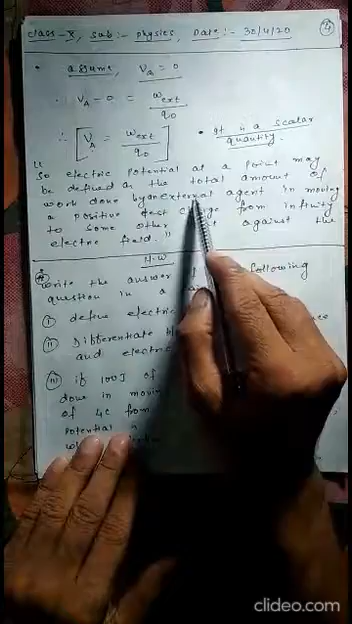 class-X, Sub:- physics, Date:- 30/4/20 (4)
• assume, VB = 0
∴ VA - 0 = Wext / q0
∴ [VA = Wext / q0] • It is a scalar quantity.
" So electric potential at a point may
be defined as the total amount of
work done by an external agent in moving
a positive test charge from infinity
to some other against the
electric field. "
H.W
write the answer of following
question in a
(i) define electric
(ii) Differentiate
and electric
(iii) if 100J of
done in moving
of 4C from
potential
clideo.com